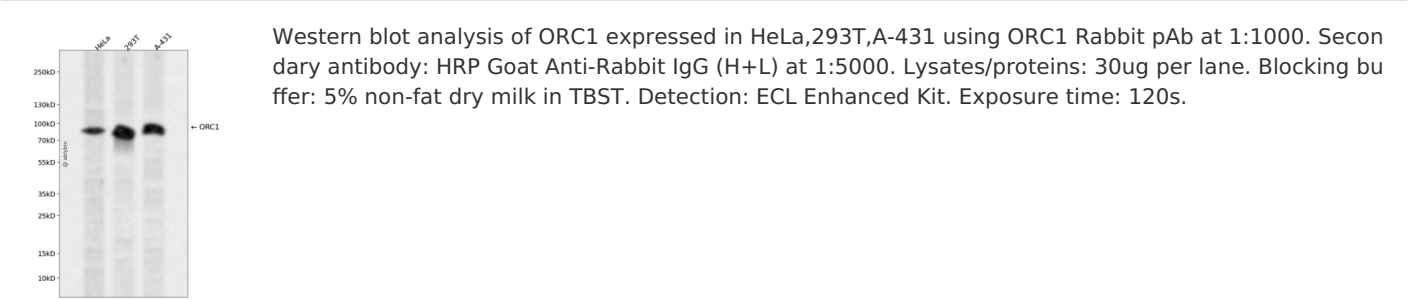 HeLa 293T A-431
250kD
130kD
100kD
← ORC1
70kD
55kD
35kD
25kD
15kD
10kD
Western blot analysis of ORC1 expressed in HeLa,293T,A-431 using ORC1 Rabbit pAb at 1:1000. Secon
dary antibody: HRP Goat Anti-Rabbit IgG (H+L) at 1:5000. Lysates/proteins: 30ug per lane. Blocking bu
ffer: 5% non-fat dry milk in TBST. Detection: ECL Enhanced Kit. Exposure time: 120s.